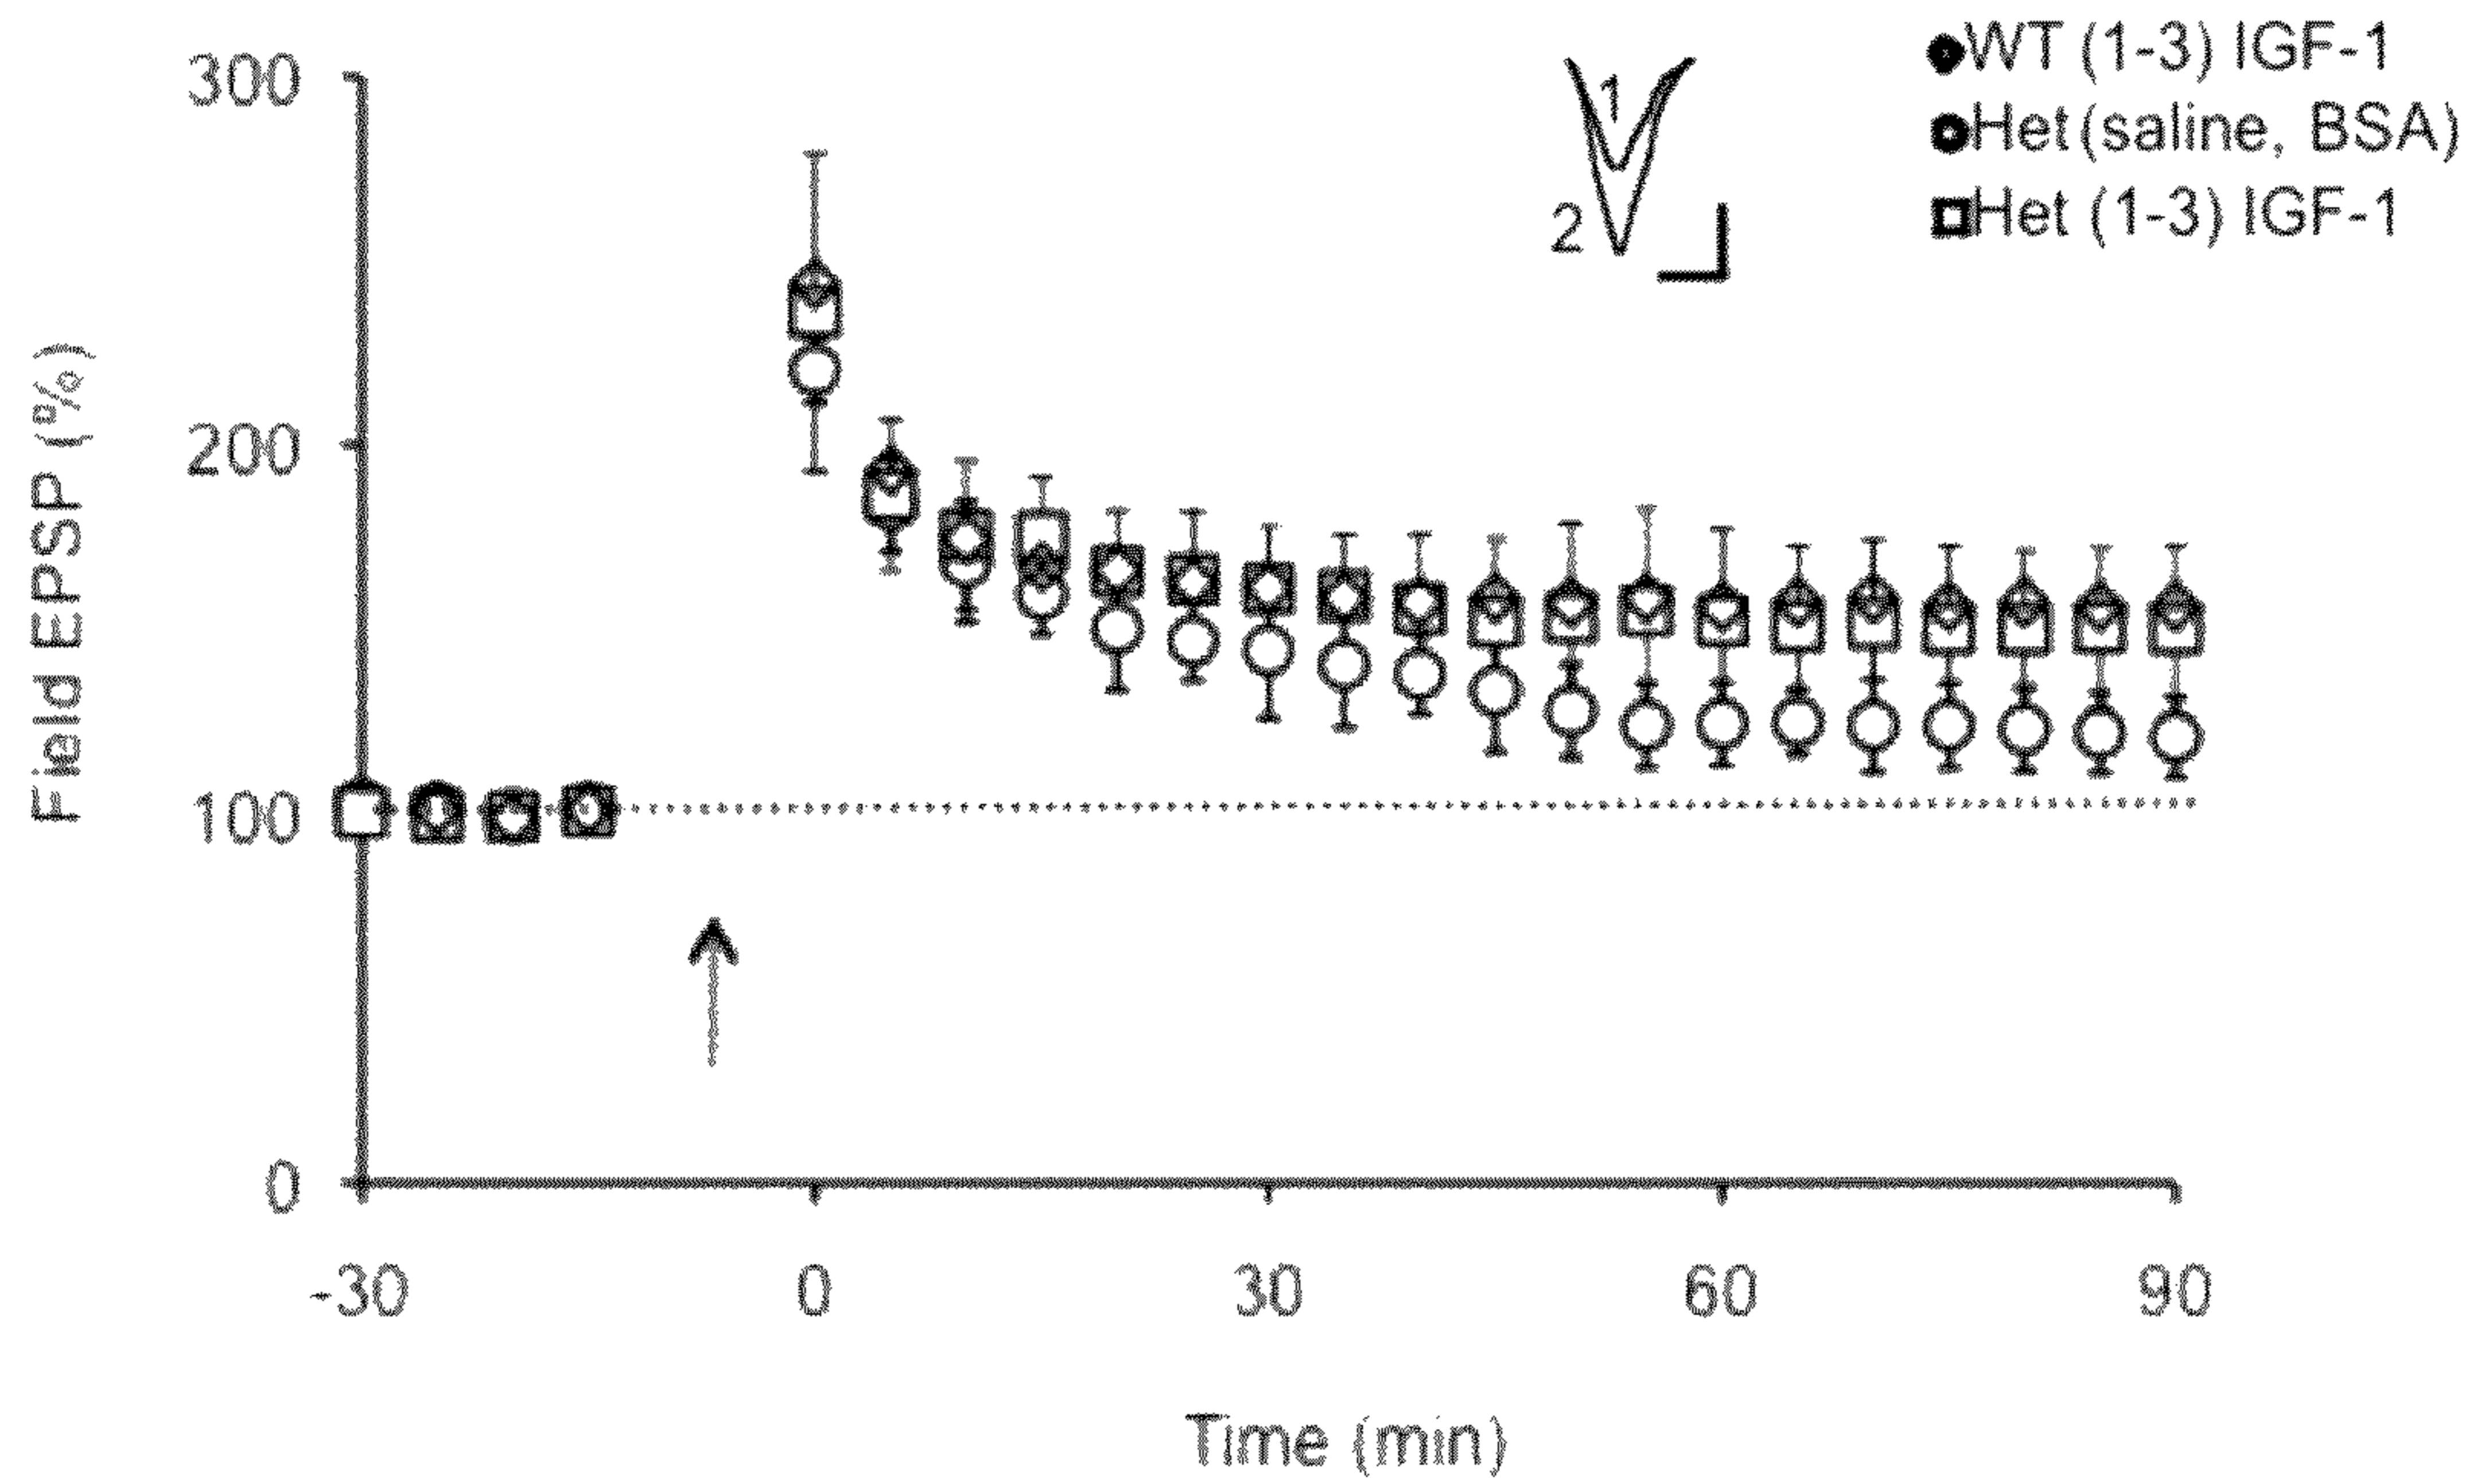 WT (1-3) IGF-1
Het (saline, BSA)
Het (1-3) IGF-1
1
2
Field EPSP (%)
300
200
100
0
-30 0 30 60 90
Time (min)